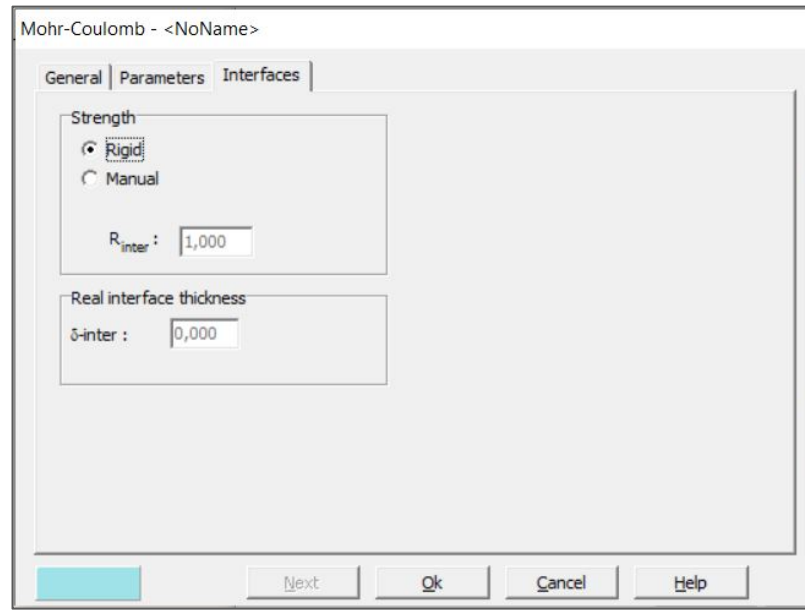 Mohr-Coulomb - <NoName>
General Parameters Interfaces
Strength
Rigid
Manual
Rinter : 1,000
Real interface thickness
δ-inter : 0,000
Next Ok Cancel Help